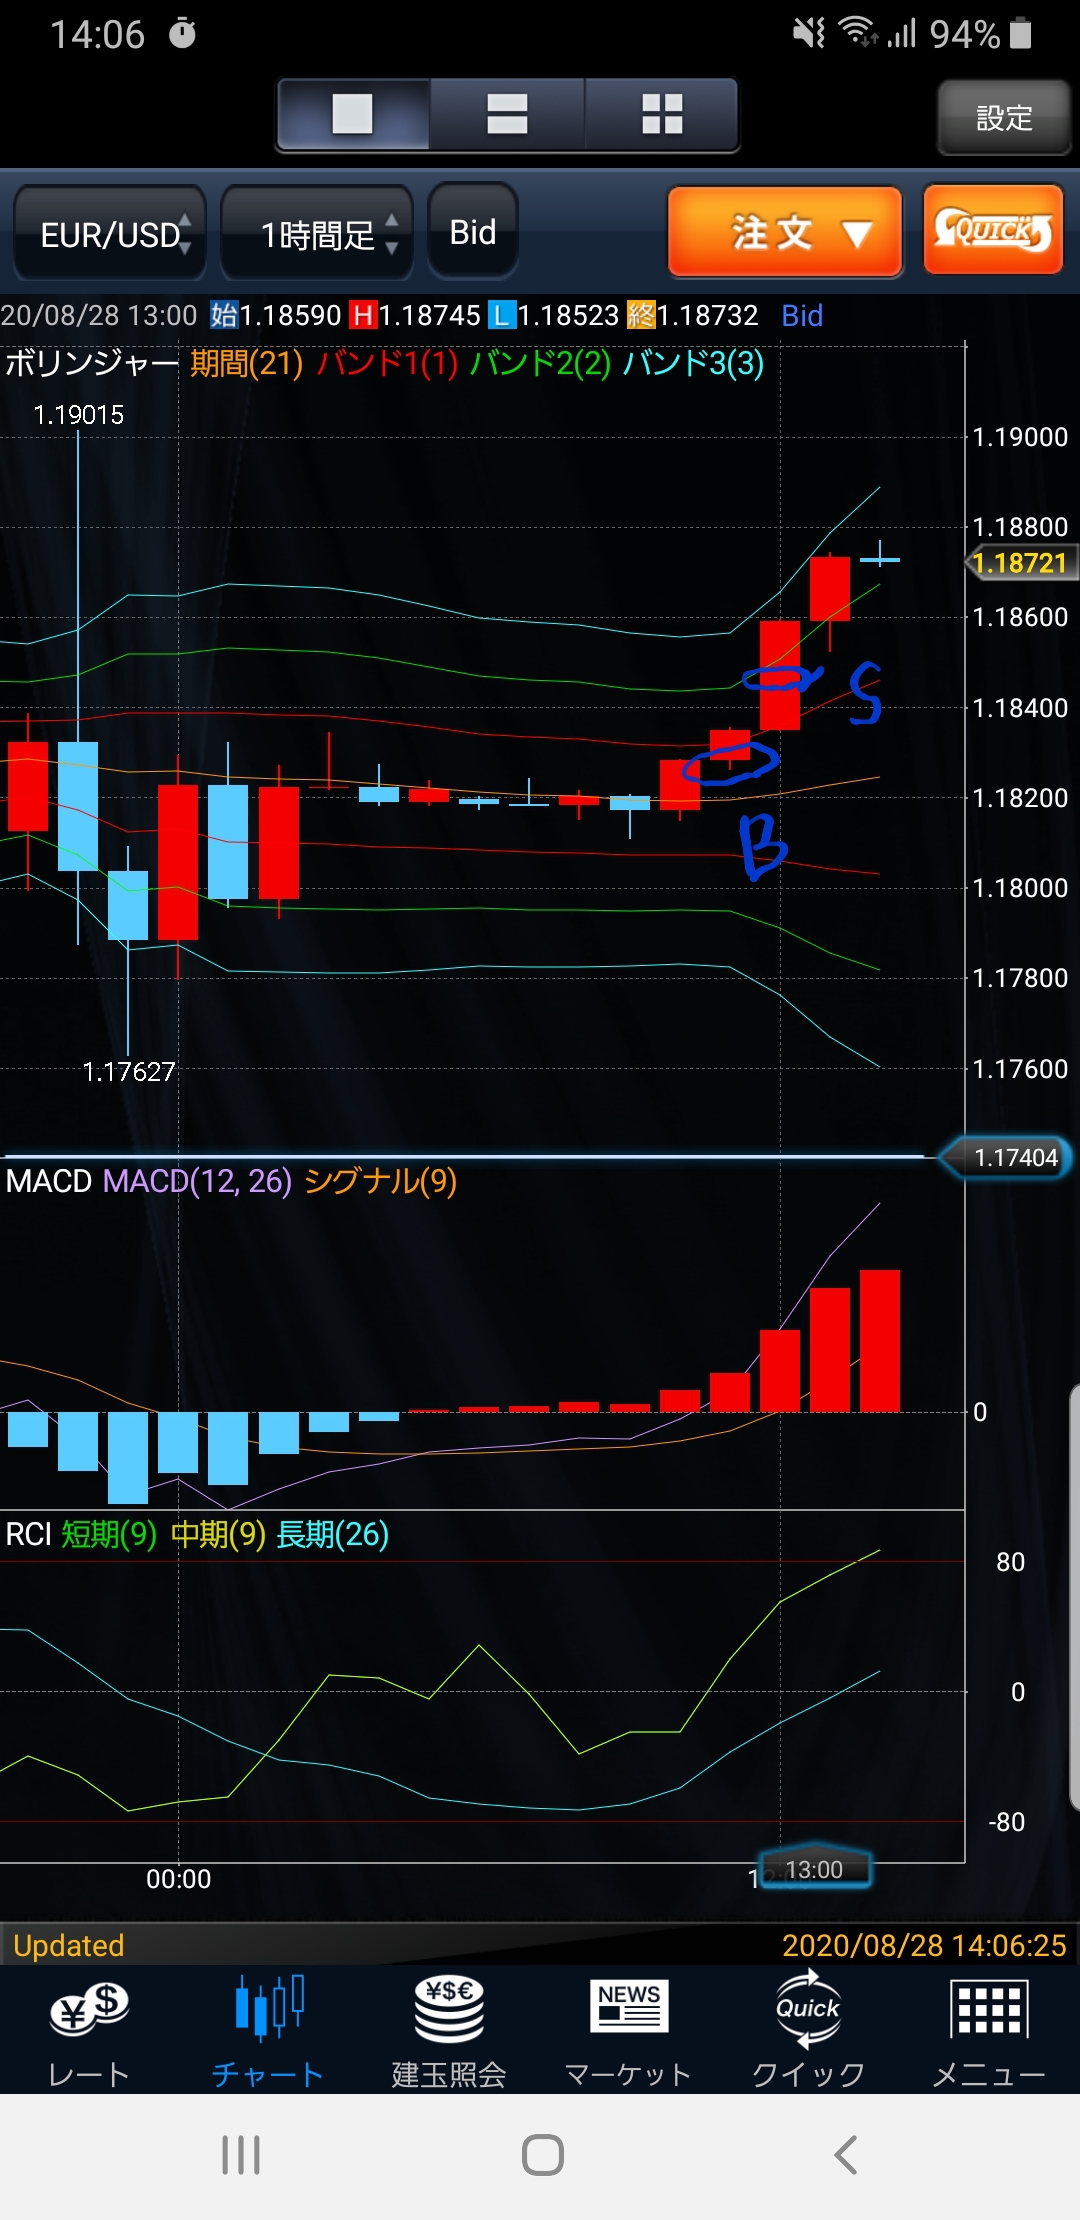 14:06 94%
設定
EUR/USD 1時間足 Bid 注文 ▼ QUICK
20/08/28 13:00 始1.18590 H1.18745 L1.18523 終1.18732 Bid
ボリンジャー 期間(21) バンド1(1) バンド2(2) バンド3(3)
1.19015
1.19000
1.18800
1.18721
1.18600
S
1.18400
1.18200
B
1.18000
1.17800
1.17627
1.17600
1.17404
MACD MACD(12, 26) シグナル(9)
0
RCI 短期(9) 中期(9) 長期(26)
80
0
-80
00:00 13:00
Updated 2020/08/28 14:06:25
¥$ ¥$€ NEWS Quick
レート チャート 建玉照会 マーケット クイック メニュー